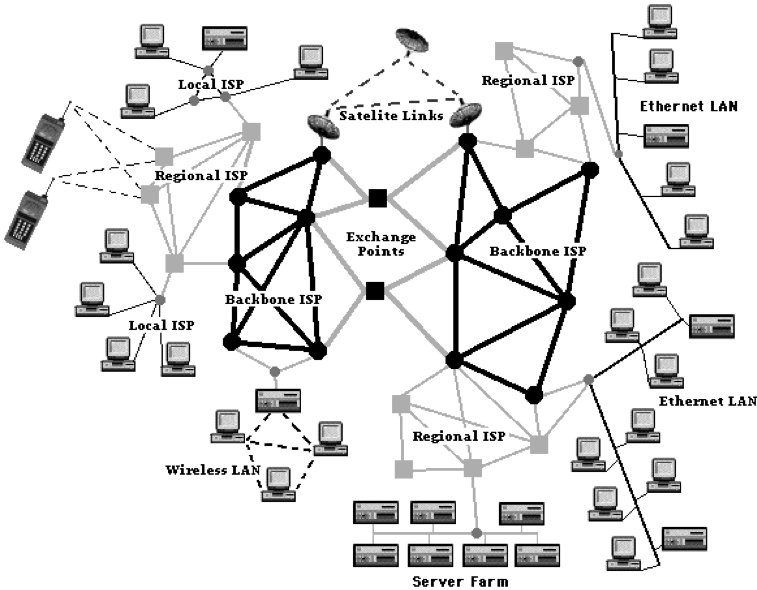 Local ISP
Regional ISP
Ethernet LAN
Satelite Links
Regional ISP
Exchange
Points
Backbone ISP
Backbone ISP
Local ISP
Ethernet LAN
Regional ISP
Wireless LAN
Server Farm